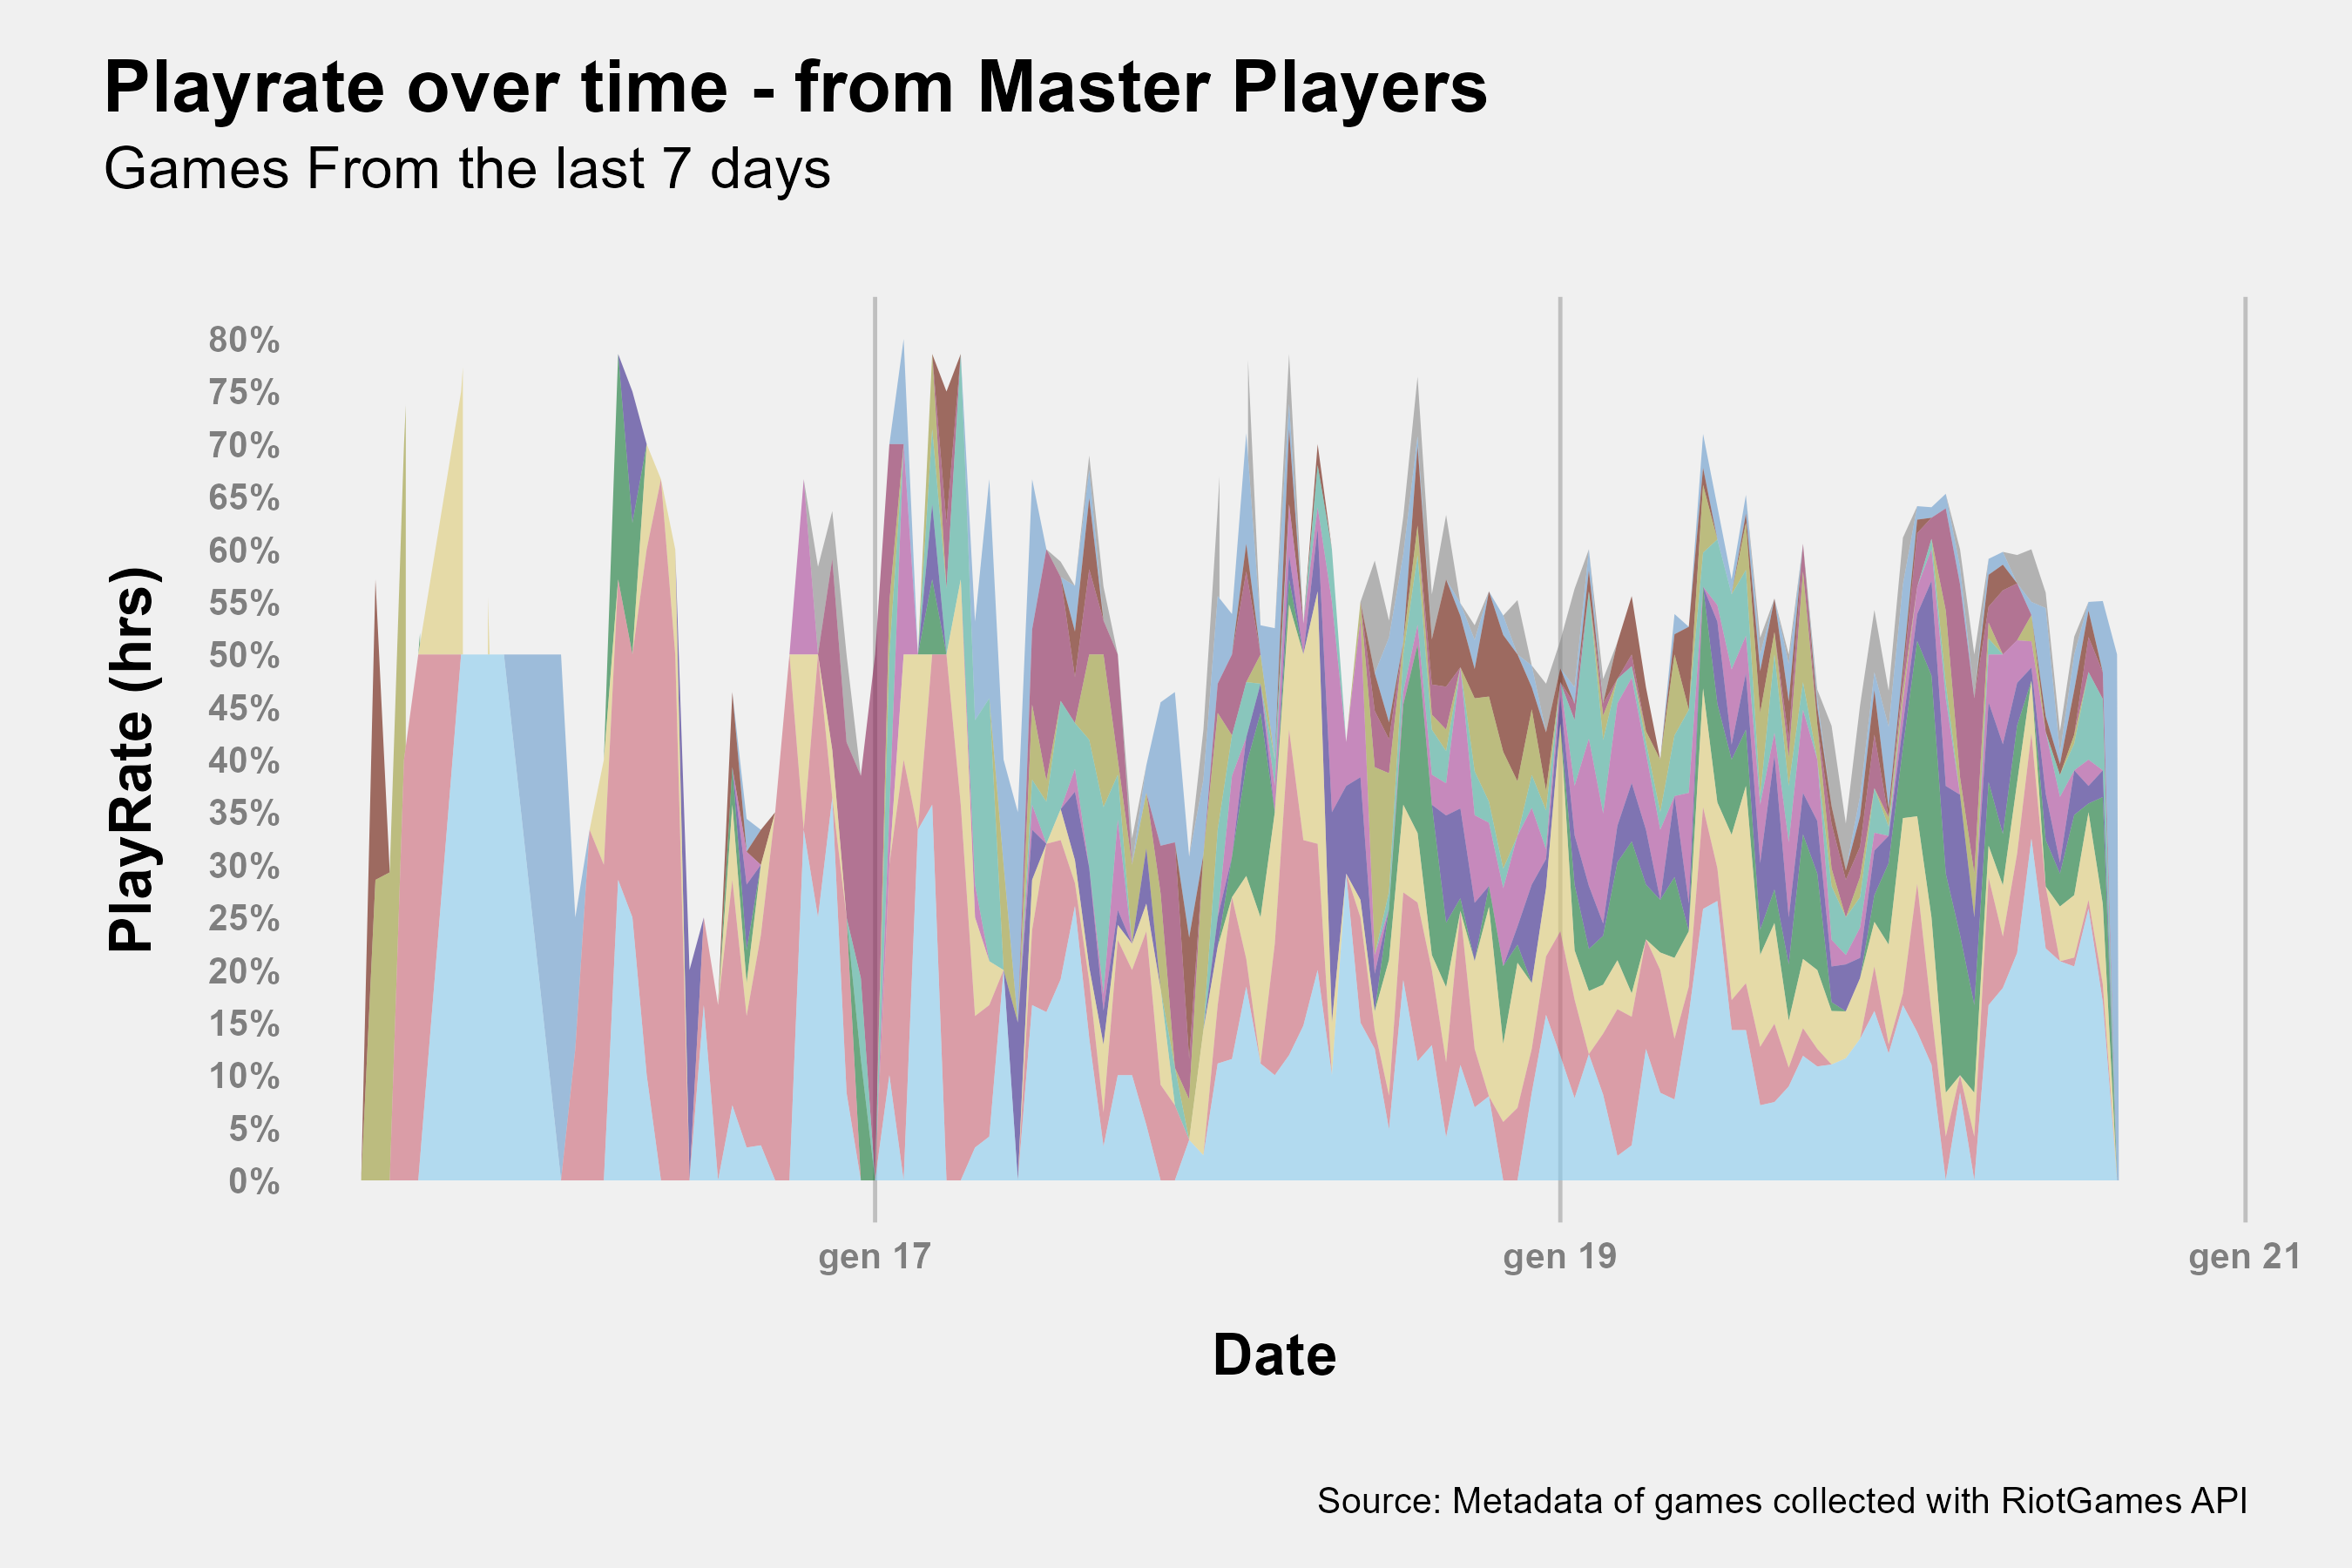 Playrate over time - from Master Players
Games From the last 7 days
PlayRate (hrs)
80%
75%
70%
65%
60%
55%
50%
45%
40%
35%
30%
25%
20%
15%
10%
5%
0%
gen 17
gen 19
gen 21
Date
Source: Metadata of games collected with RiotGames API